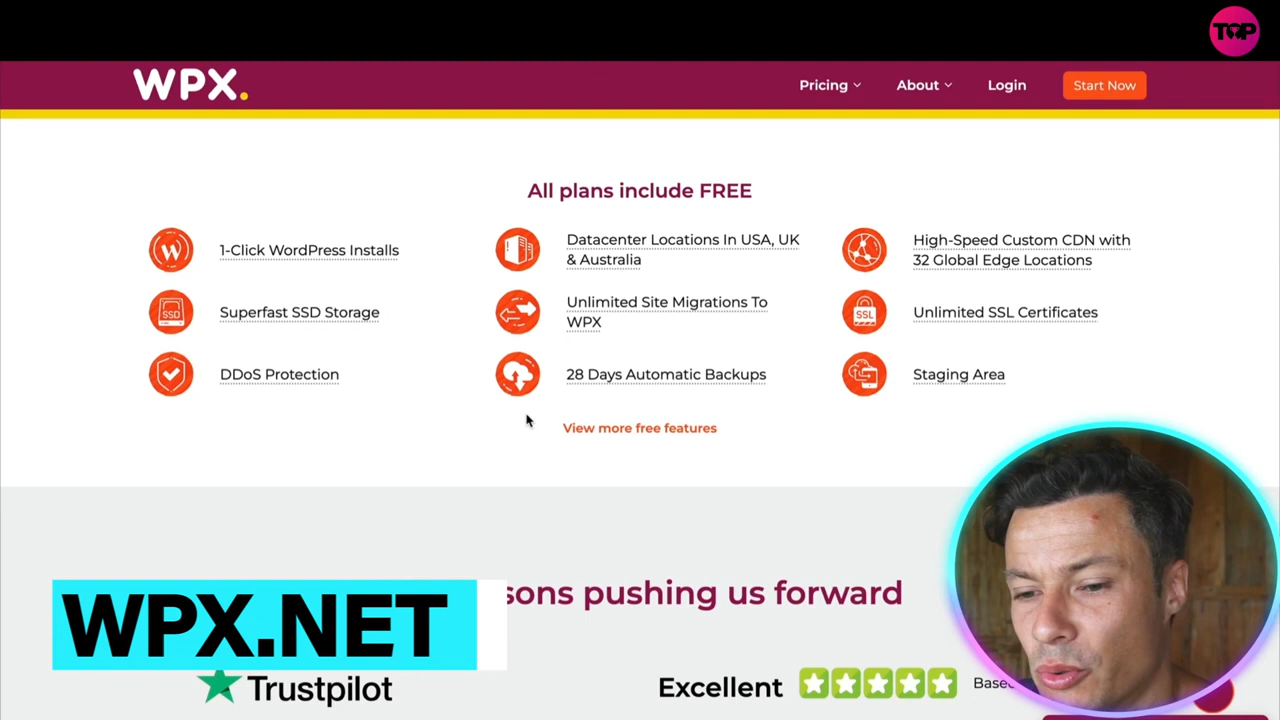 TOP
WPX.
Pricing
About
Login
Start Now
All plans include FREE
1-Click WordPress Installs
Datacenter Locations In USA, UK
& Australia
High-Speed Custom CDN with
32 Global Edge Locations
SSD
Superfast SSD Storage
Unlimited Site Migrations To
WPX
SSL
Unlimited SSL Certificates
DDoS Protection
28 Days Automatic Backups
Staging Area
View more free features
pushing us forward
WPX.NET
Trustpilot
Excellent